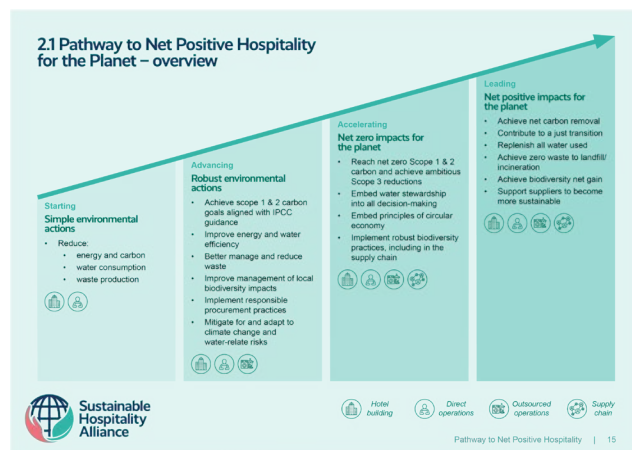 2.1 Pathway to Net Positive Hospitality
for the Planet – overview
Starting
Simple environmental
actions
• Reduce:
• energy and carbon
• water consumption
• waste production
Advancing
Robust environmental
actions
• Achieve scope 1 & 2 carbon
goals aligned with IPCC
guidance
• Improve energy and water
efficiency
• Better manage and reduce
waste
• Improve management of local
biodiversity impacts
• Implement responsible
procurement practices
• Mitigate for and adapt to
climate change and
water-relate risks
Accelerating
Net zero impacts for
the planet
• Reach net zero Scope 1 & 2
carbon and achieve ambitious
Scope 3 reductions
• Embed water stewardship
into all decision-making
• Embed principles of circular
economy
• Implement robust biodiversity
practices, including in the
supply chain
Leading
Net positive impacts for
the planet
• Achieve net carbon removal
• Contribute to a just transition
• Replenish all water used
• Achieve zero waste to landfill/
incineration
• Achieve biodiversity net gain
• Support suppliers to become
more sustainable
Sustainable
Hospitality
Alliance
Hotel
building
Direct
operations
Outsourced
operations
Supply
chain
Pathway to Net Positive Hospitality | 15